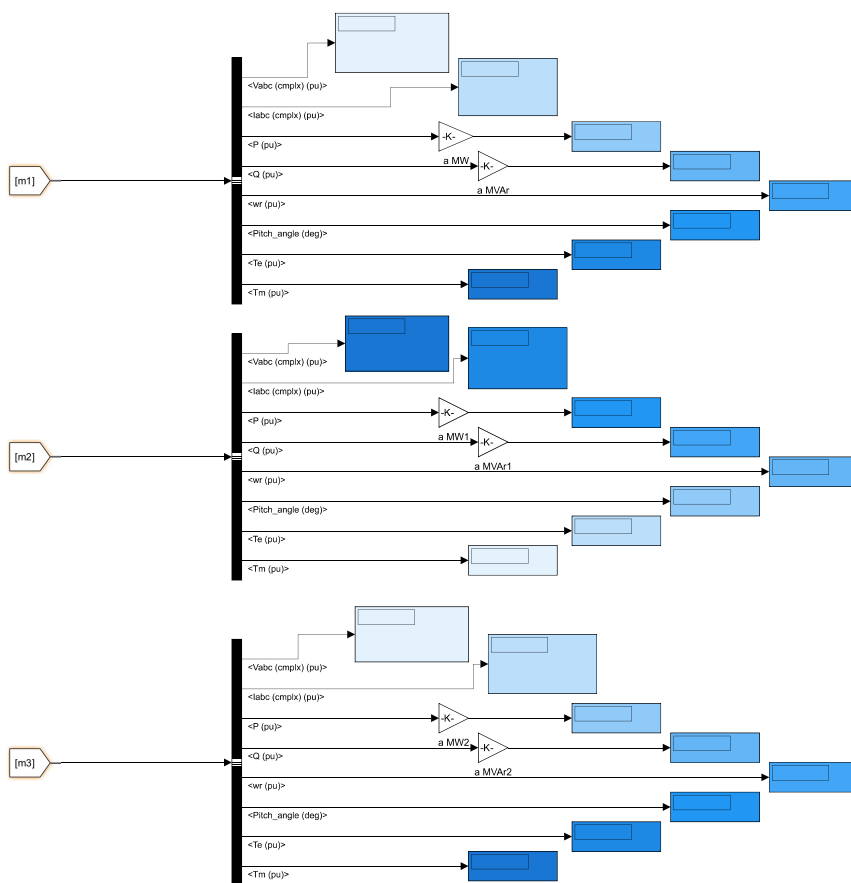 <Vabc (cmplx) (pu)>
<Iabc (cmplx) (pu)>
<P (pu)>
-K-
a MW
<Q (pu)>
-K-
a MVAr
[m1]
<wr (pu)>
<Pitch_angle (deg)>
<Te (pu)>
<Tm (pu)>
<Vabc (cmplx) (pu)>
<Iabc (cmplx) (pu)>
<P (pu)>
-K-
a MW1
<Q (pu)>
-K-
a MVAr1
[m2]
<wr (pu)>
<Pitch_angle (deg)>
<Te (pu)>
<Tm (pu)>
<Vabc (cmplx) (pu)>
<Iabc (cmplx) (pu)>
<P (pu)>
-K-
a MW2
<Q (pu)>
-K-
a MVAr2
[m3]
<wr (pu)>
<Pitch_angle (deg)>
<Te (pu)>
<Tm (pu)>